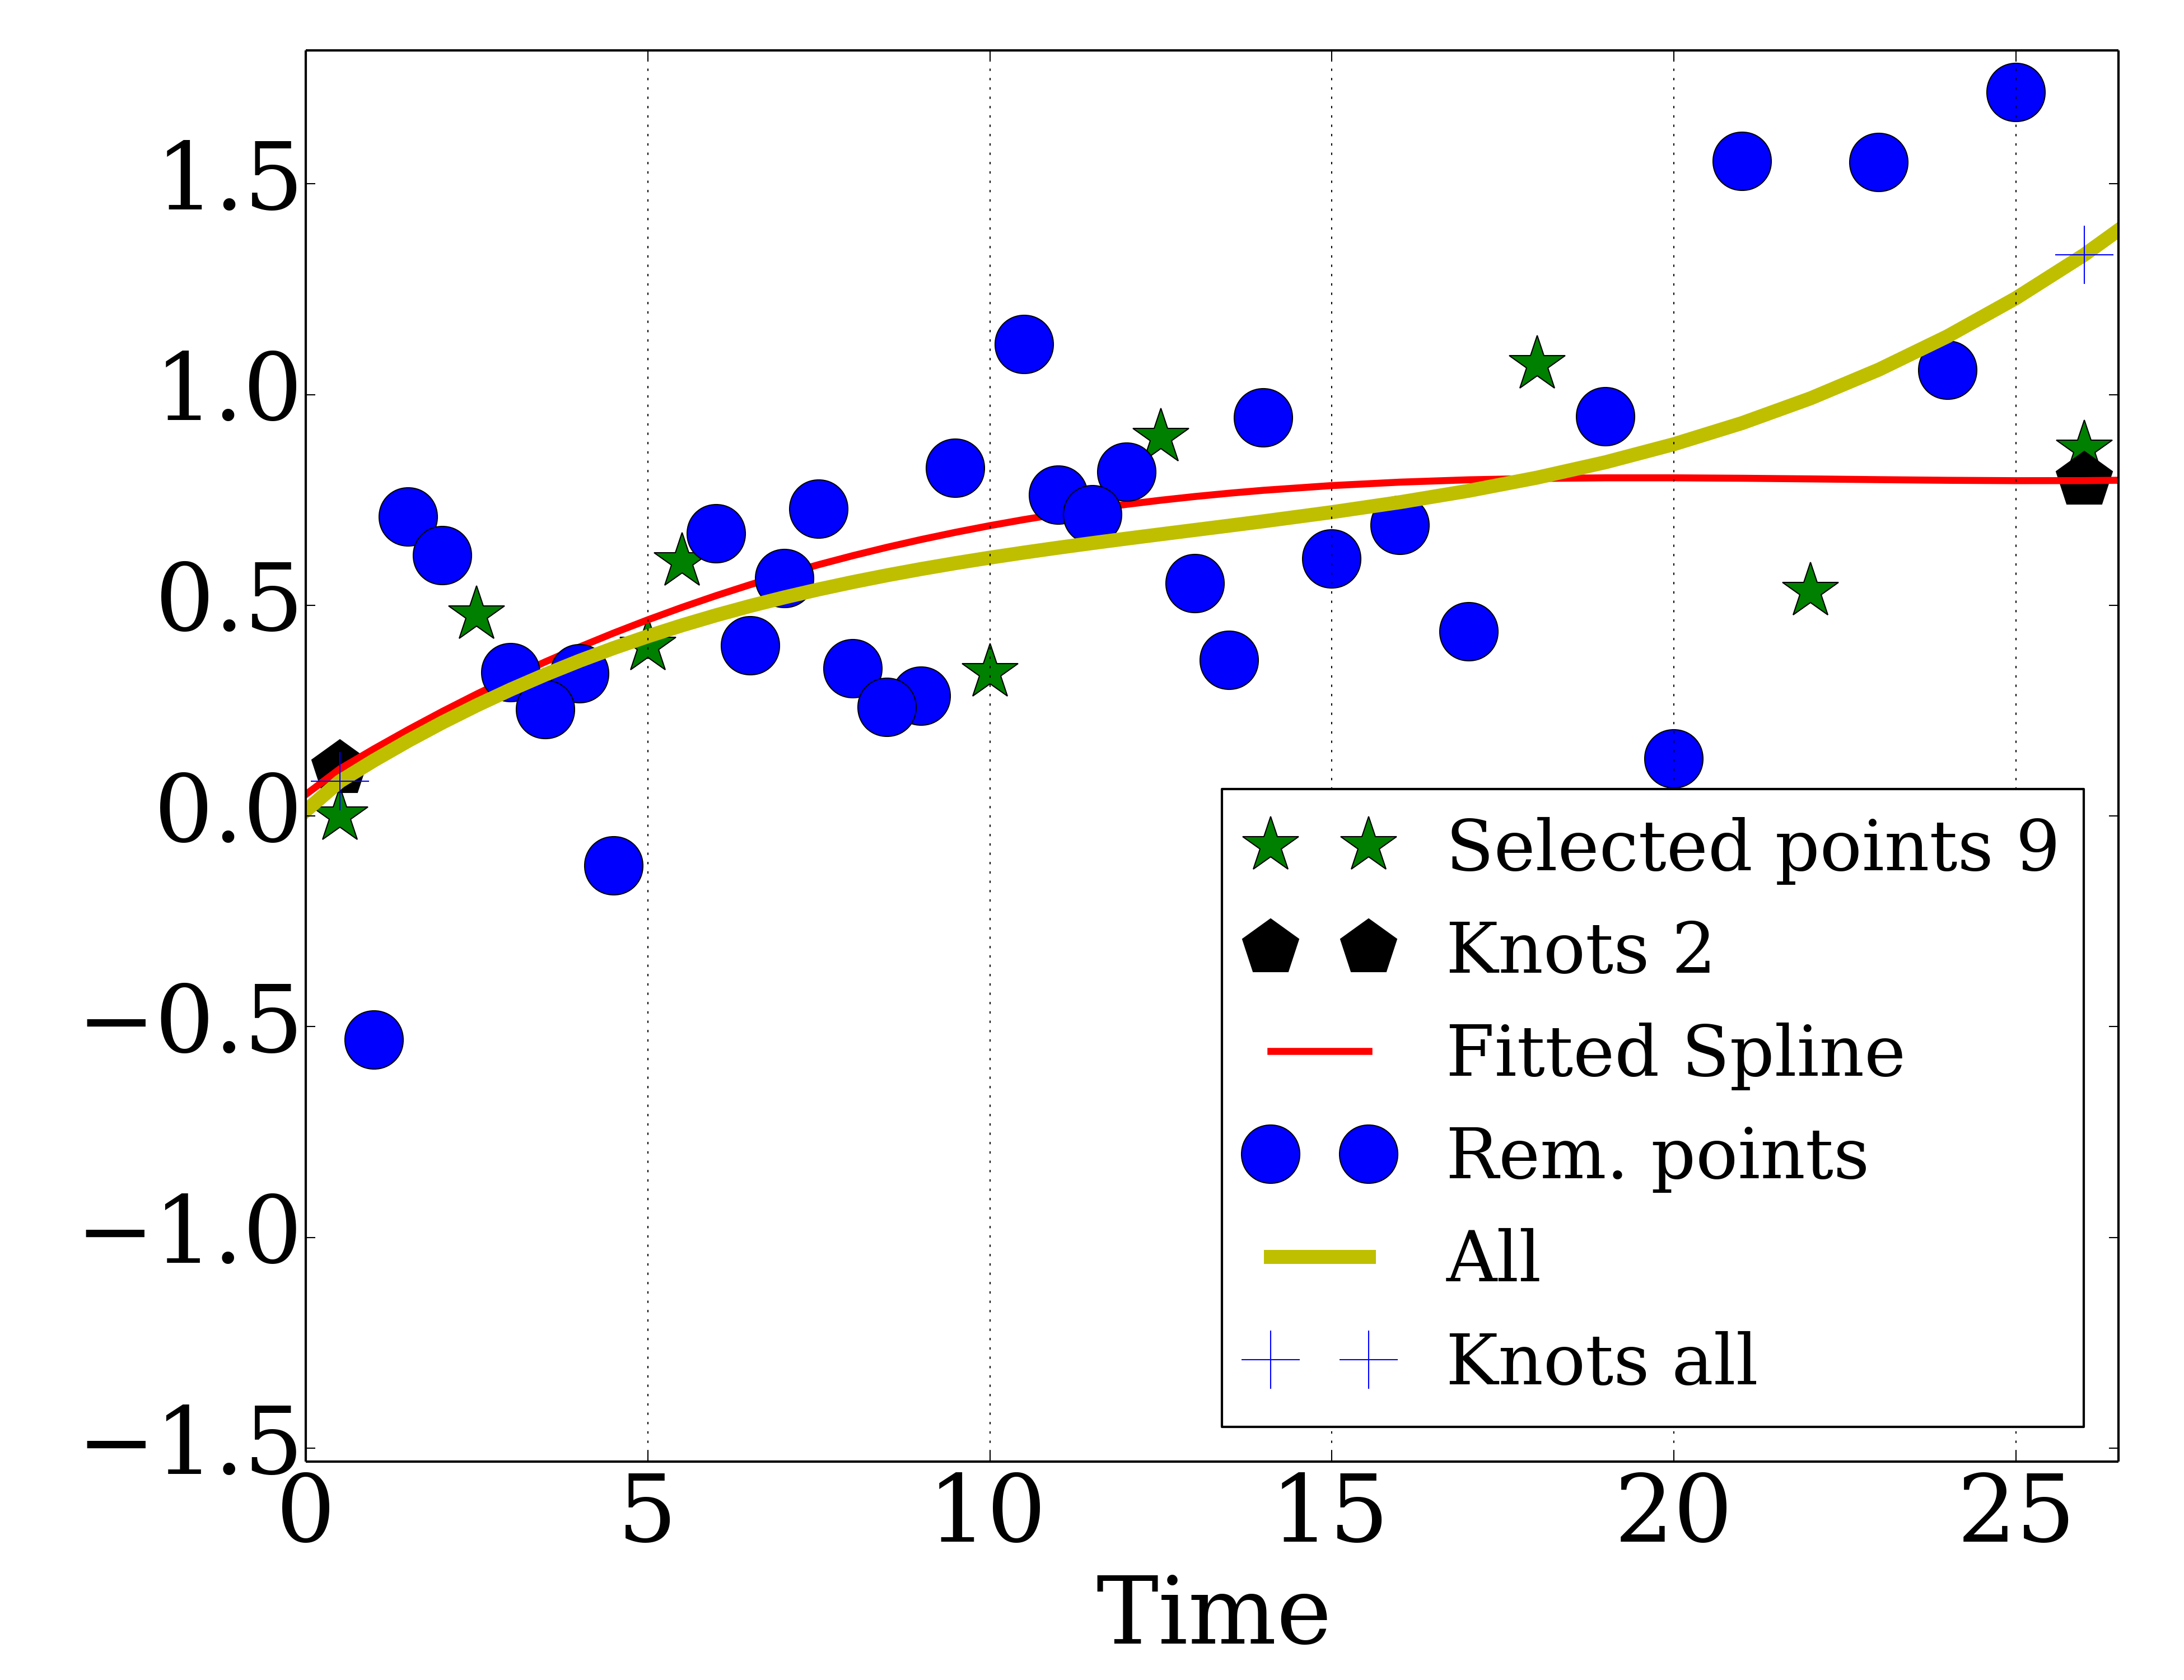 1.5
1.0
0.5
0.0
−0.5
−1.0
−1.5
0 5 10 15 20 25
Time
Selected points 9
Knots 2
Fitted Spline
Rem. points
All
Knots all